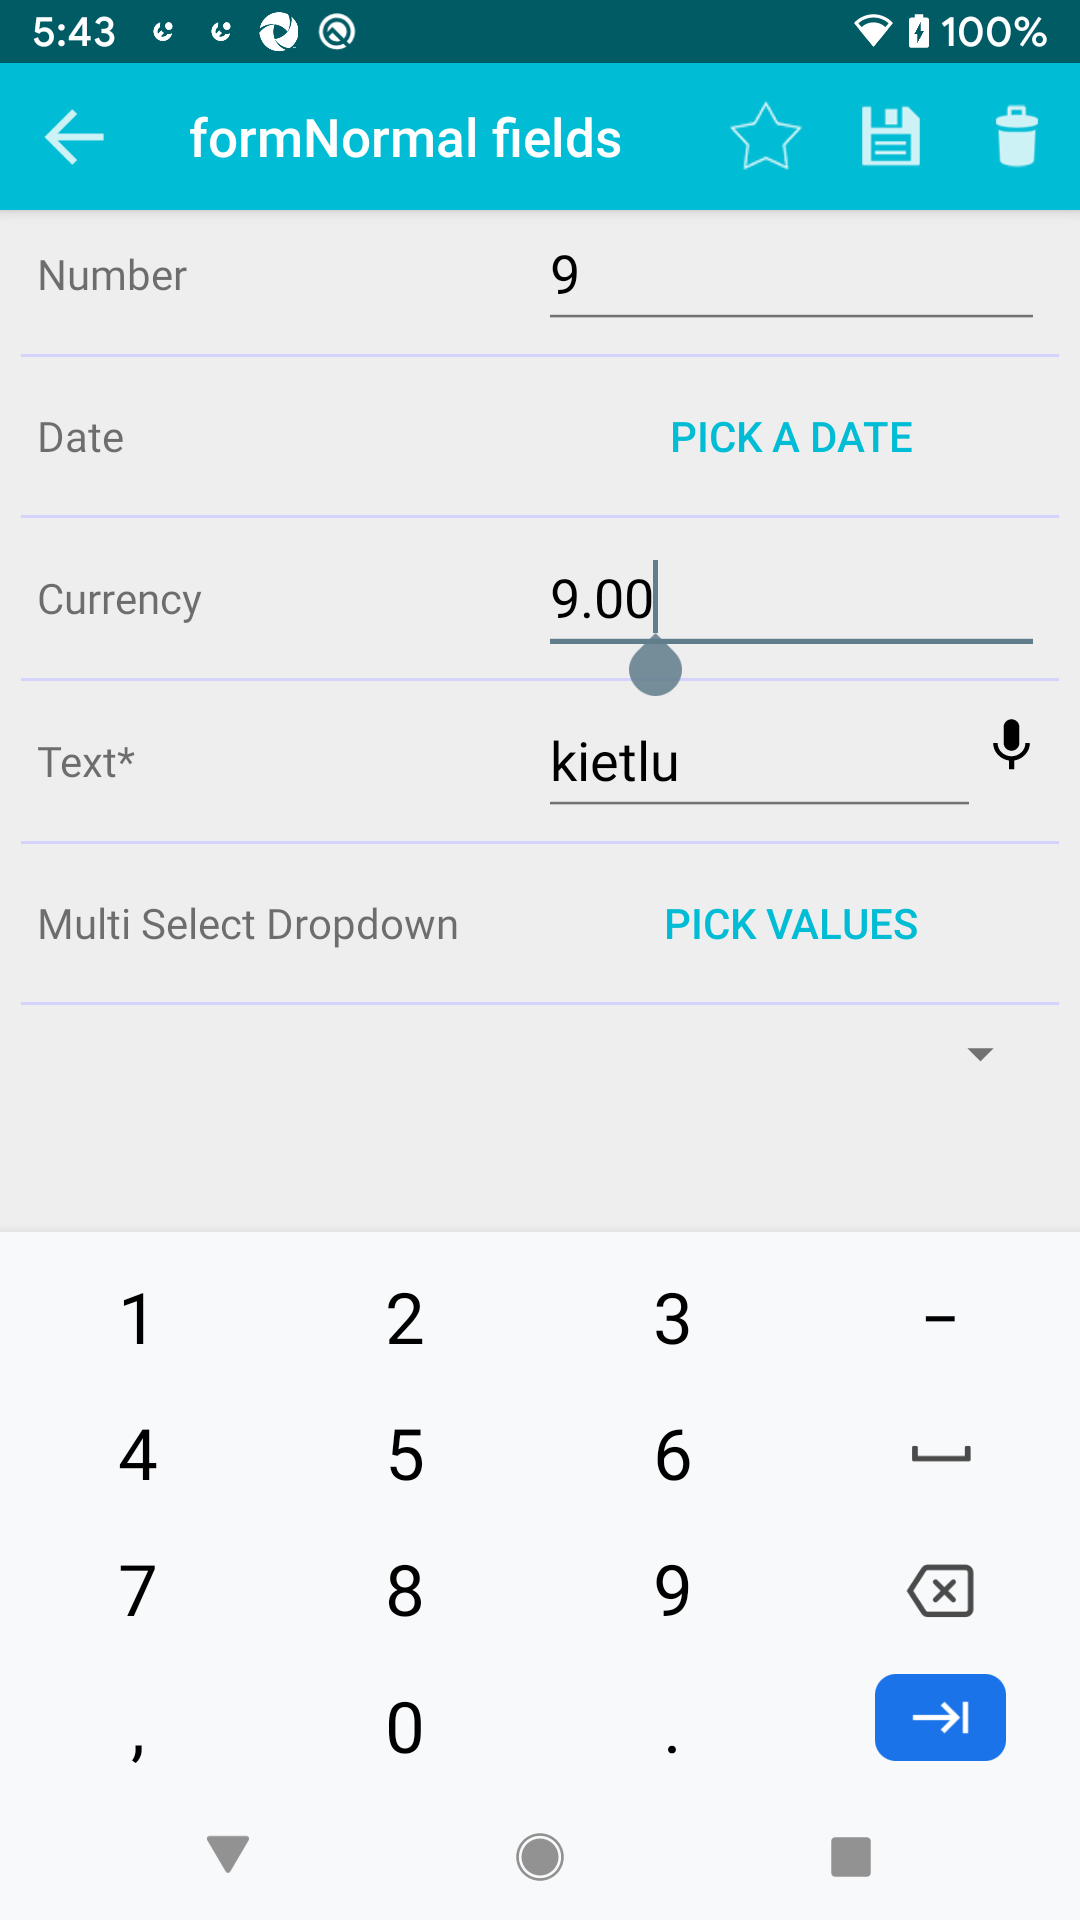 5:43 100%
formNormal fields
Number 9
Date PICK A DATE
Currency 9.00
Text* kietlu
Multi Select Dropdown PICK VALUES
1 2 3 −
4 5 6
7 8 9
, 0 .